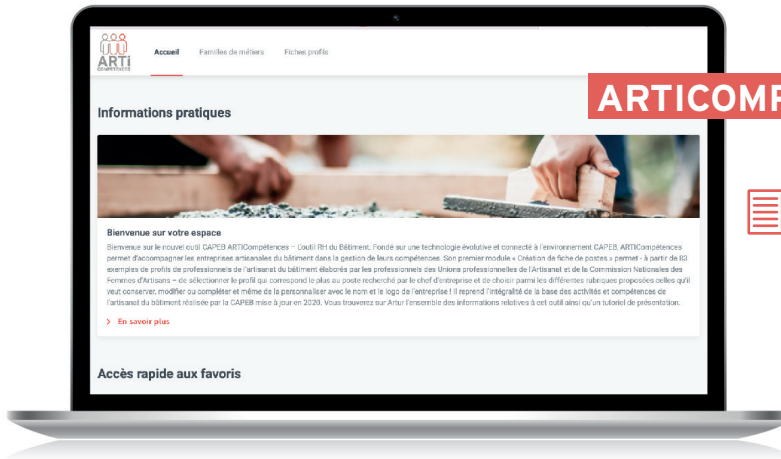 ARTI
COMPÉTENCES
Accueil Familles de métiers Fiches profils
ARTICOMP
Informations pratiques
Bienvenue sur votre espace
Bienvenue sur le nouvel outil CAPEB ARTICompétences – L'outil RH du Bâtiment. Fondé sur une technologie évolutive et connecté à l'environnement CAPEB, ARTICompétences
permet d'accompagner les entreprises artisanales du bâtiment dans la gestion de leurs compétences. Son premier module « Création de fiche de postes » permet - à partir de 83
exemples de profils de professionnels de l'artisanat du bâtiment élaborés par les professionnels des Unions professionnelles de l'Artisanat et de la Commission Nationales des
Femmes d'Artisans – de sélectionner le profil qui correspond le plus au poste recherché par le chef d'entreprise et de choisir parmi les différentes rubriques proposées celles qu'il
veut conserver, modifier ou compléter et même de la personnaliser avec le nom et le logo de l'entreprise ! Il reprend l'intégralité de la base des activités et compétences de
l'artisanat du bâtiment réalisée par la CAPEB mise à jour en 2020. Vous trouverez sur Artur l'ensemble des informations relatives à cet outil ainsi qu'un tutoriel de présentation.
> En savoir plus
Accès rapide aux favoris